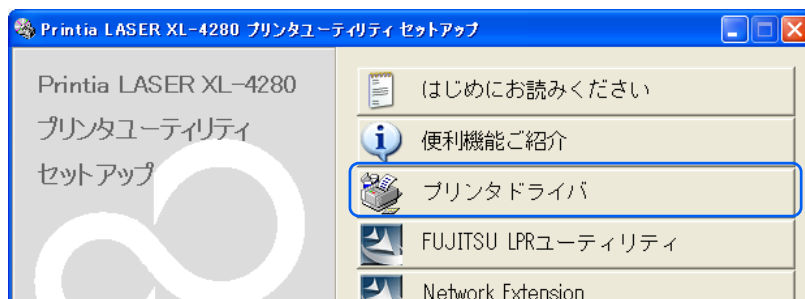 Printia LASER XL-4280 プリンタユーティリティ セットアップ
Printia LASER XL-4280
プリンタユーティリティ
セットアップ
はじめにお読みください
便利機能ご紹介
プリンタドライバ
FUJITSU LPRユーティリティ
Network Extension